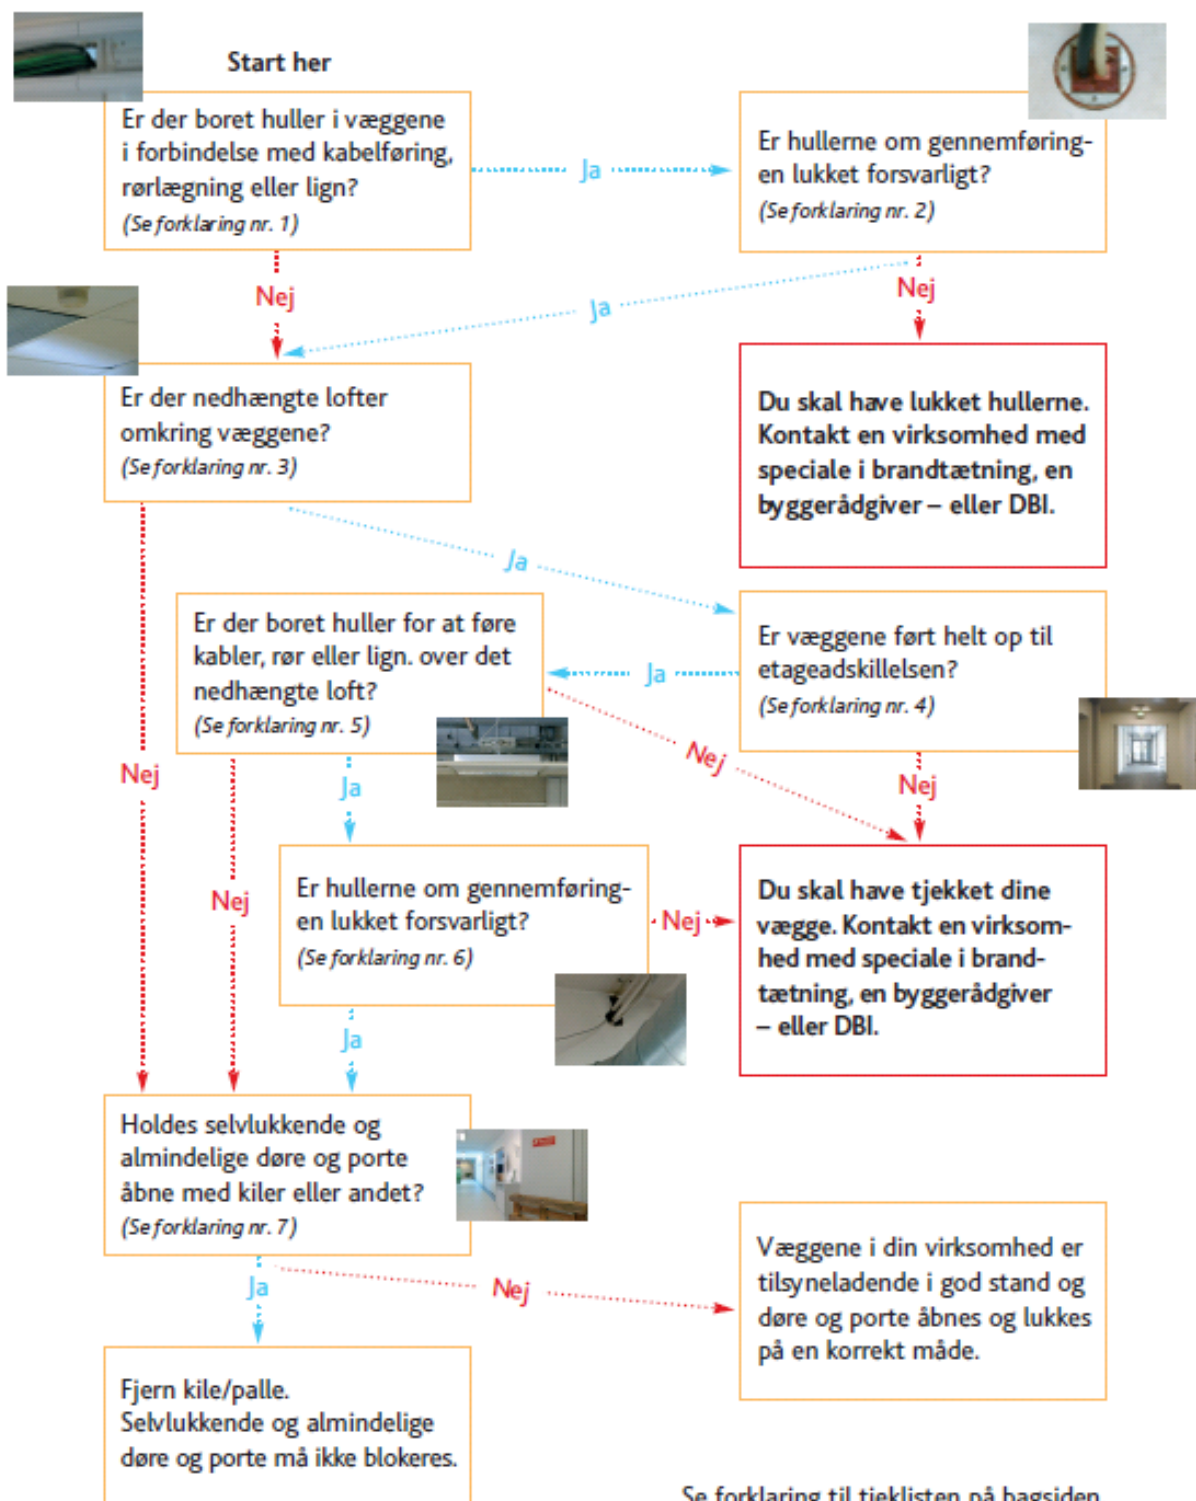 Start her
Er der boret huller i væggene
i forbindelse med kabelføring,
rørlægning eller lign?
(Se forklaring nr. 1)
Ja
Er hullerne om gennemføring-
en lukket forsvarligt?
(Se forklaring nr. 2)
Nej
Ja
Nej
Er der nedhængte lofter
omkring væggene?
(Se forklaring nr. 3)
Du skal have lukket hullerne.
Kontakt en virksomhed med
speciale i brandtætning, en
byggerådgiver – eller DBI.
Ja
Er der boret huller for at føre
kabler, rør eller lign. over det
nedhængte loft?
(Se forklaring nr. 5)
Ja
Er væggene ført helt op til
etageadskillelsen?
(Se forklaring nr. 4)
Nej
Ja
Nej
Nej
Nej
Er hullerne om gennemføring-
en lukket forsvarligt?
(Se forklaring nr. 6)
Nej
Du skal have tjekket dine
vægge. Kontakt en virksom-
hed med speciale i brand-
tætning, en byggerådgiver
– eller DBI.
Ja
Holdes selvlukkende og
almindelige døre og porte
åbne med kiler eller andet?
(Se forklaring nr. 7)
Ja
Nej
Væggene i din virksomhed er
tilsyneladende i god stand og
døre og porte åbnes og lukkes
på en korrekt måde.
Fjern kile/palle.
Selvlukkende og almindelige
døre og porte må ikke blokeres.
Se forklaring til tjeklisten på bagsiden